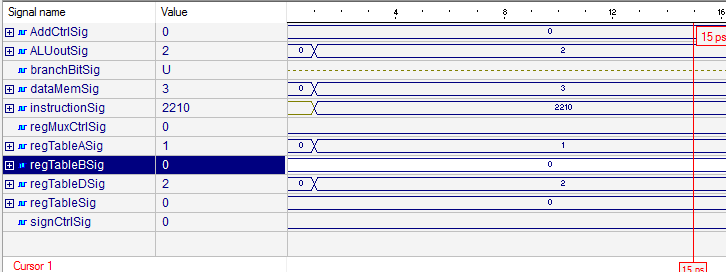 Signal name Value 4 8 12 16
AddCtrlSig 0 0
15 ps
ALUoutSig 2 0 2
branchBitSig U
dataMemSig 3 0 3
instructionSig 2210 2210
regMuxCtrlSig 0
regTableASig 1 0 1
regTableBSig 0 0
regTableDSig 2 0 2
regTableSig 0 0
signCtrlSig 0
Cursor 1 15 ps